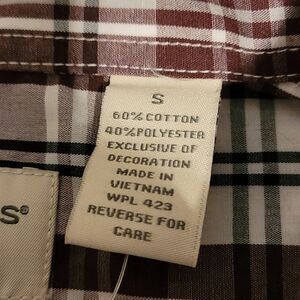 S
60% COTTON
40% POLYESTER
EXCLUSIVE OF
DECORATION
MADE IN
VIETNAM
WPL 423
REVERSE FOR
CARE
S®